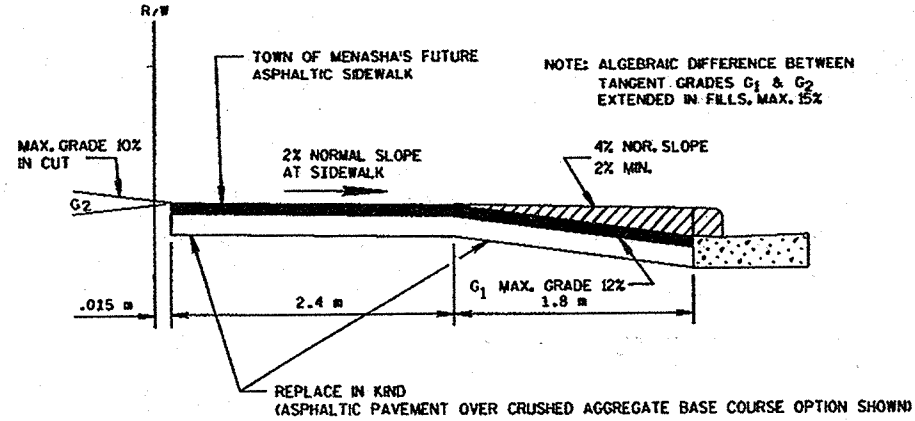 R/W
TOWN OF MENASHA'S FUTURE
ASPHALTIC SIDEWALK
NOTE: ALGEBRAIC DIFFERENCE BETWEEN
TANGENT GRADES G1 & G2
EXTENDED IN FILLS. MAX. 15%
MAX. GRADE 10%
IN CUT
2% NORMAL SLOPE
AT SIDEWALK
4% NOR. SLOPE
2% MIN.
G2
G1 MAX. GRADE 12%
.015 m
2.4 m
1.8 m
REPLACE IN KIND
(ASPHALTIC PAVEMENT OVER CRUSHED AGGREGATE BASE COURSE OPTION SHOWN)